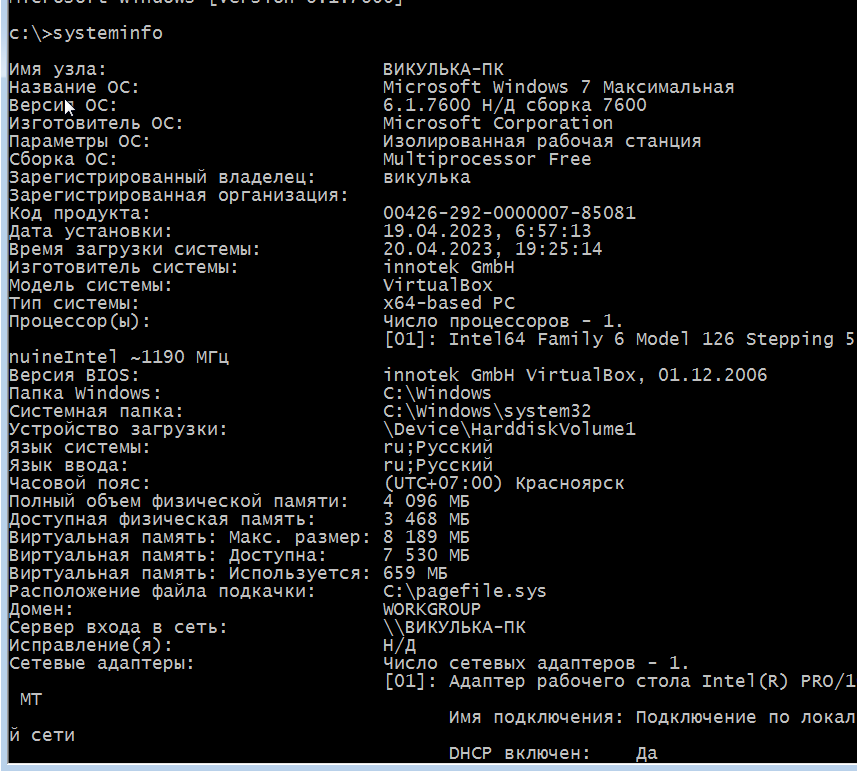 Microsoft Windows [Version 6.1.7600]
c:\>systeminfo
Имя узла: ВИКУЛЬКА-ПК
Название ОС: Microsoft Windows 7 Максимальная
Версия ОС: 6.1.7600 Н/Д сборка 7600
Изготовитель ОС: Microsoft Corporation
Параметры ОС: Изолированная рабочая станция
Сборка ОС: Multiprocessor Free
Зарегистрированный владелец: викулька
Зарегистрированная организация:
Код продукта: 00426-292-0000007-85081
Дата установки: 19.04.2023, 6:57:13
Время загрузки системы: 20.04.2023, 19:25:14
Изготовитель системы: innotek GmbH
Модель системы: VirtualBox
Тип системы: x64-based PC
Процессор(ы): Число процессоров - 1.
[01]: Intel64 Family 6 Model 126 Stepping 5
nuineIntel ~1190 МГц
Версия BIOS: innotek GmbH VirtualBox, 01.12.2006
Папка Windows: C:\Windows
Системная папка: C:\Windows\system32
Устройство загрузки: \Device\HarddiskVolume1
Язык системы: ru;Русский
Язык ввода: ru;Русский
Часовой пояс: (UTC+07:00) Красноярск
Полный объем физической памяти: 4 096 МБ
Доступная физическая память: 3 468 МБ
Виртуальная память: Макс. размер: 8 189 МБ
Виртуальная память: Доступна: 7 530 МБ
Виртуальная память: Используется: 659 МБ
Расположение файла подкачки: C:\pagefile.sys
Домен: WORKGROUP
Сервер входа в сеть: \\ВИКУЛЬКА-ПК
Исправление(я): Н/Д
Сетевые адаптеры: Число сетевых адаптеров - 1.
[01]: Адаптер рабочего стола Intel(R) PRO/1
МТ
Имя подключения: Подключение по локал
й сети
DHCP включен: Да